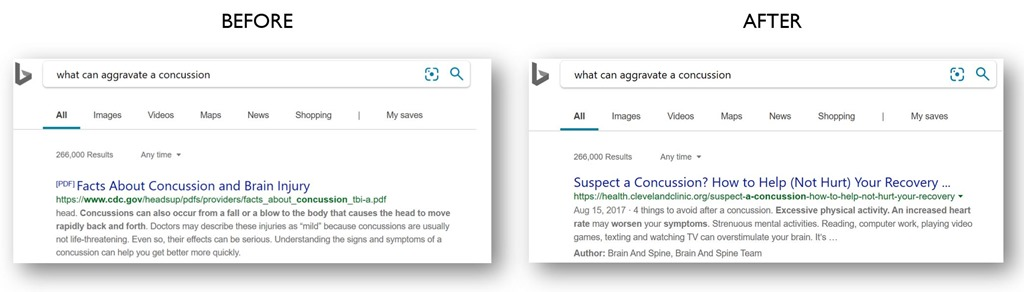 BEFORE
what can aggravate a concussion
All Images Videos Maps News Shopping | My saves
266,000 Results Any time
[PDF] Facts About Concussion and Brain Injury
https://www.cdc.gov/headsup/pdfs/providers/facts_about_concussion_tbi-a.pdf
head. Concussions can also occur from a fall or a blow to the body that causes the head to move
rapidly back and forth. Doctors may describe these injuries as “mild” because concussions are usually
not life-threatening. Even so, their effects can be serious. Understanding the signs and symptoms of a
concussion can help you get better more quickly.
AFTER
what can aggravate a concussion
All Images Videos Maps News Shopping | My saves
266,000 Results Any time
Suspect a Concussion? How to Help (Not Hurt) Your Recovery ...
https://health.clevelandclinic.org/suspect-a-concussion-how-to-help-not-hurt-your-recovery
Aug 15, 2017 · 4 things to avoid after a concussion. Excessive physical activity. An increased heart
rate may worsen your symptoms. Strenuous mental activities. Reading, computer work, playing video
games, texting and watching TV can overstimulate your brain. It's …
Author: Brain And Spine, Brain And Spine Team